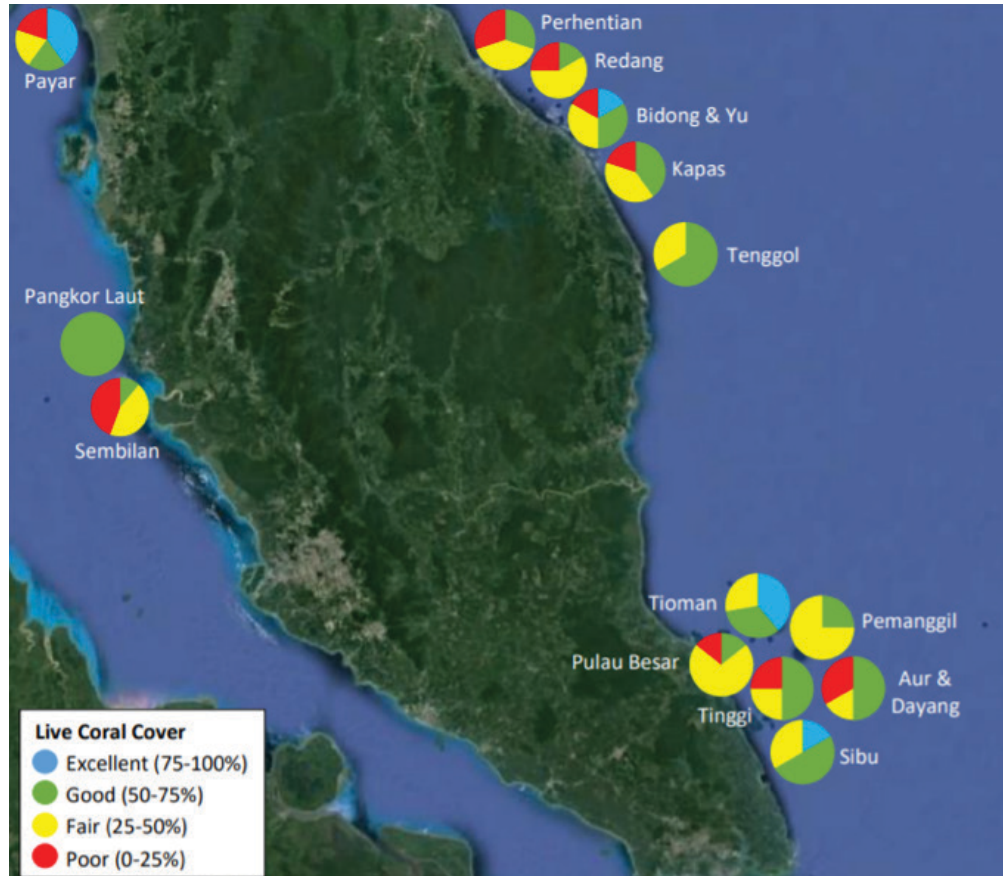 Payar
Perhentian
Redang
Bidong & Yu
Kapas
Tenggol
Pangkor Laut
Sembilan
Tioman
Pemanggil
Pulau Besar
Tinggi
Aur &
Dayang
Sibu
Live Coral Cover
Excellent (75-100%)
Good (50-75%)
Fair (25-50%)
Poor (0-25%)